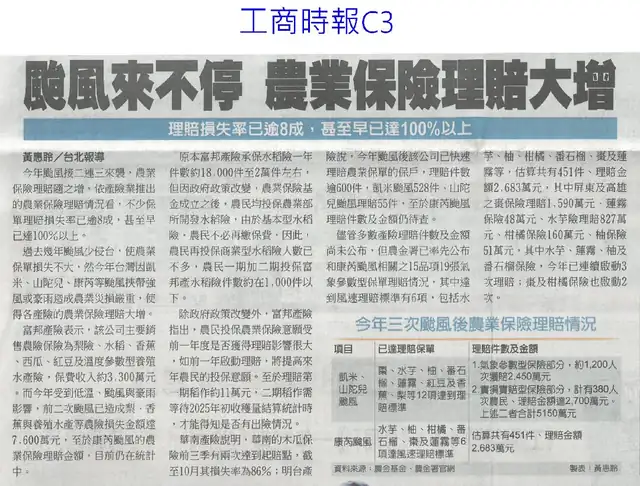 工商時報C3
颱風來不停 農業保險理賠大增
理賠損失率已逾8成，甚至早已達100%以上
黃惠聆／台北報導
今年颱風接二連三來襲，農業
保險理賠隨之增。依產險業推出
的農業保險理賠情況看，不少保
單理賠損失率已逾8成，甚至早
已達100%以上。
過去幾年颱風少侵台，使農業
保單損失不大，然今年台灣因凱
米、山陀兒、康芮等颱風挾帶強
風或豪雨造成農業災損嚴重，使
得各產險的農業保險理賠大增。
富邦產險表示，該公司主要銷
售農險保險為梨險、水稻、香蕉
、西瓜、紅豆及溫度參數型養殖
水產險，保費收入約3,300萬元
。而今年受到低溫、颱風與豪雨
影響，前二次颱風已造成梨、香
蕉與養殖水產等農險損失金額達
7,600萬元，至於康芮颱風的農
業保險理賠金額，目前仍在統計
中。
原本富邦產險承保水稻險一年
件數約18,000件至2萬件左右，
但因政府政策改變，農業保險基
金成立之後，農民均投保農業部
所開發水稻險，由於基本型水稻
險，農民不必再繳保費，因此，
農民再投保商業型水稻險人數已
不多，農民一期加二期投保富
邦產水稻險件數約在1,000件以
下。
除政府政策改變外，富邦產險
指出，農民投保農業險意願受
前一年度是否獲得理賠影響很大
，如前一年啟動理賠，將提高來
年農民的投保意願。至於理賠第
一期稻作約11萬元，二期稻作需
等待2025年初收穫量結算統計時
，才能得知是否有出險情況。
華南產險說明，華南的木瓜保
險前三季有兩次達到起賠點，截
至10月其損失率為86%；明台產
險說，今年颱風後該公司已快速
理賠農業保單的保戶，理賠件數
逾600件，凱米颱風528件、山陀
兒颱風理賠55件，至於康芮颱風
理賠件數及金額仍待查。
儘管多數產險理賠件數及金額
尚未公布，但農金署已率先公布
和康芮颱風相關之15品項19張氣
象參數型保單理賠情況，其中達
到風速理賠標準有6項，包括水
芋、柚、柑橘、番石榴、棗及蓮
霧等，估算共有451件、理賠金
額2,683萬元，其中屏東及高雄
之棗保險理賠1,590萬元、蓮霧
保險48萬元、水芋險理賠827萬
元、柑橘保險160萬元、柚保險
51萬元，其中水芋、蓮霧、柚及
番石榴保險，今年已連續啟動3
次理賠；棗及柑橘保險也啟動2
次。
今年三次颱風後農業保險理賠情況
項目 已達理賠保單 理賠件數及金額
凱米、山陀兒颱風
棗、水芋、柚、番石
榴、蓮霧、紅豆及香
蕉、梨等12項達到理
賠標準
1.氣象參數型保險部分，約1,200人
次獲賠2,450萬元
2.實損實賠型保險部分，計有380人
次農民、理賠金額達2,700萬元。
上述二者合計5150萬元
康芮颱風
水芋、柚、柑橘、番石
榴、棗及蓮霧等6
項達風速理賠標準
估算共有451件、理賠金額
2,683萬元
資料來源：農金基金、農金署官網 製表：黃惠聆